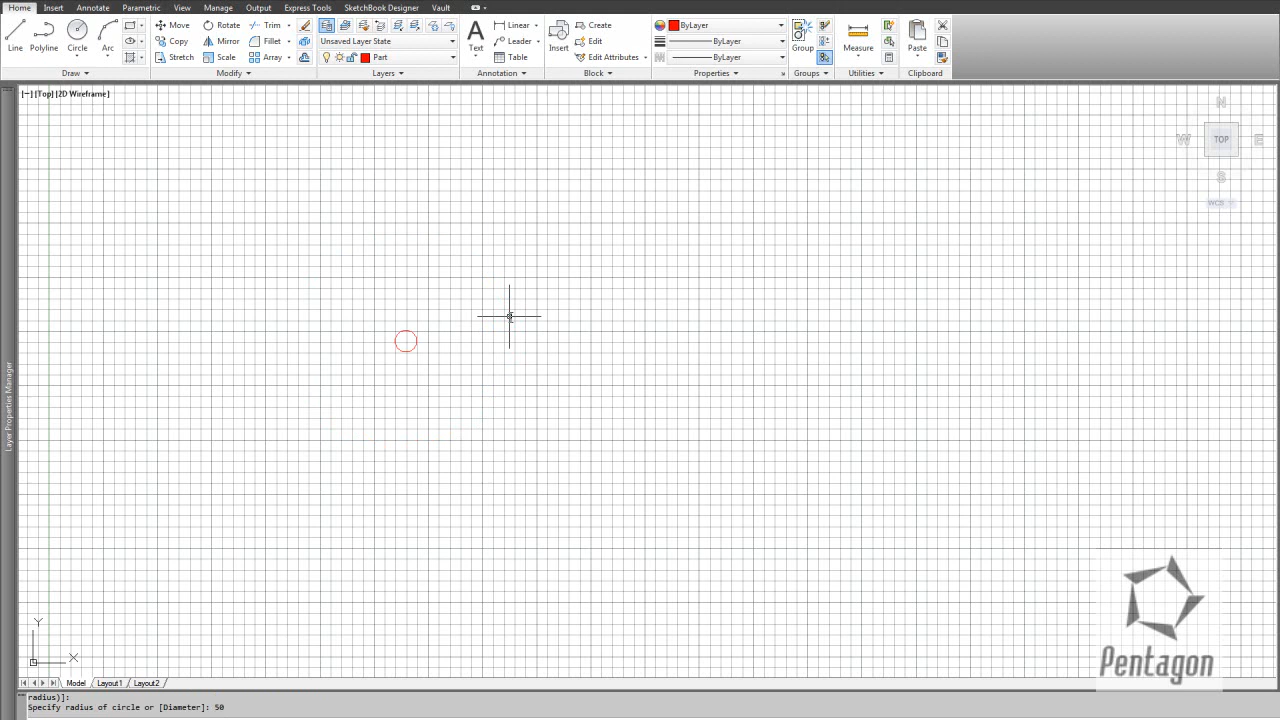 Home Insert Annotate Parametric View Manage Output Express Tools SketchBook Designer Vault
Line Polyline Circle Arc
Move Rotate Trim
Copy Mirror Fillet
Stretch Scale Array
Unsaved Layer State
Part
Text
Linear
Leader
Table
Insert
Create
Edit
Edit Attributes
ByLayer
ByLayer
ByLayer
Group
Measure
Paste
Draw Modify Layers Annotation Block Properties Groups Utilities Clipboard
[−] [Top] [2D Wireframe]
N
W TOP E
S
WCS
Layer Properties Manager
Y
X
Pentagon
Model Layout1 Layout2
radius)]:
Specify radius of circle or [Diameter]: 50